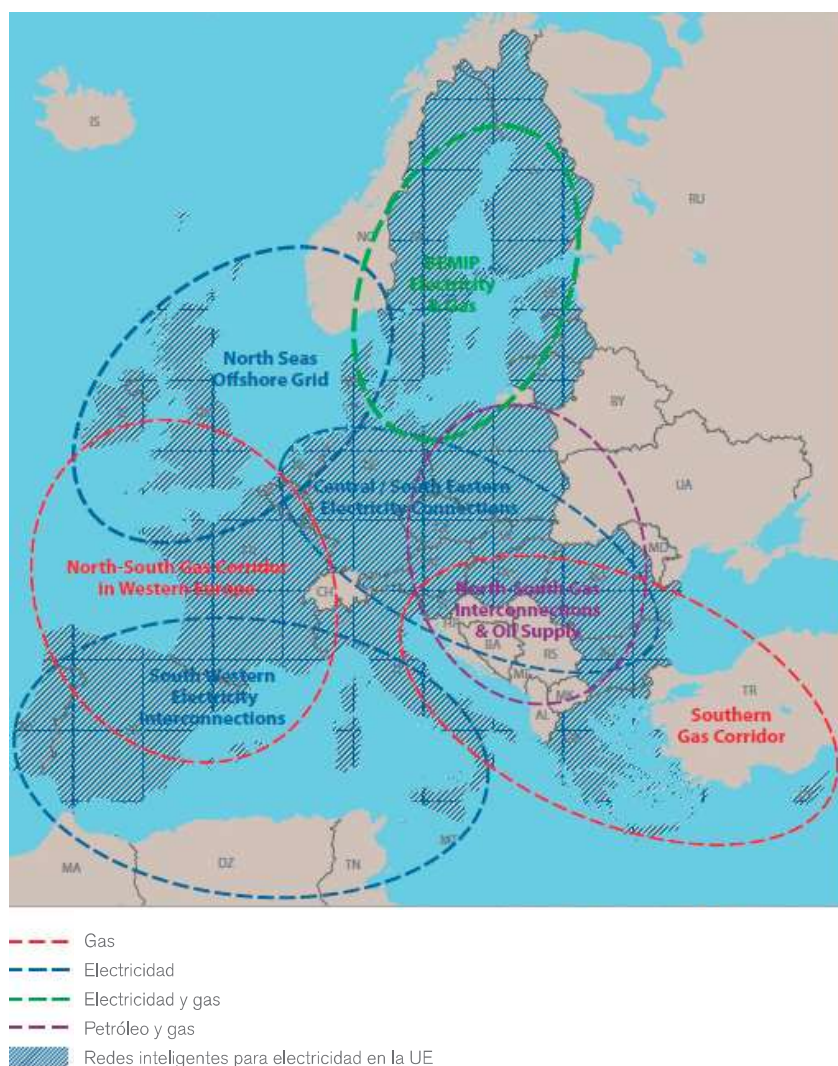 IS
RU
NO
BEMIP
Electricity
& Gas
North Seas
Offshore Grid
BY
UA
Central / South Eastern
Electricity Connections
MD
North-South Gas Corridor
in Western Europe
CH
North-South Gas
Interconnections
& Oil Supply
HR
BA
RS
South Western
Electricity
Interconnections
MK
AL
TR
Southern
Gas Corridor
MA
DZ
TN
MT
Gas
Electricidad
Electricidad y gas
Petróleo y gas
Redes inteligentes para electricidad en la UE